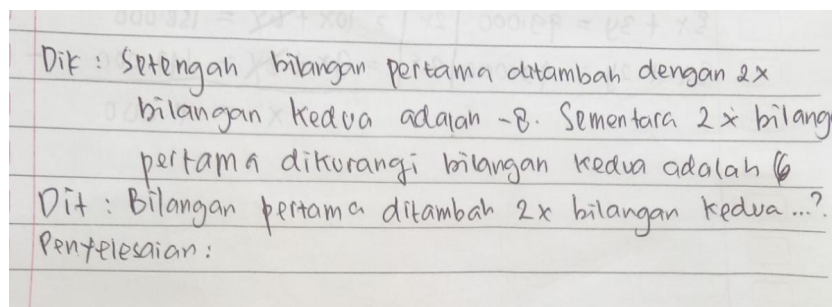 Dik : Setengah bilangan pertama ditambah dengan 2x
bilangan kedua adalah -8. Sementara 2x bilang
pertama dikurangi bilangan kedua adalah 6
Dit : Bilangan pertama ditambah 2x bilangan kedua ...?.
Penyelesaian :